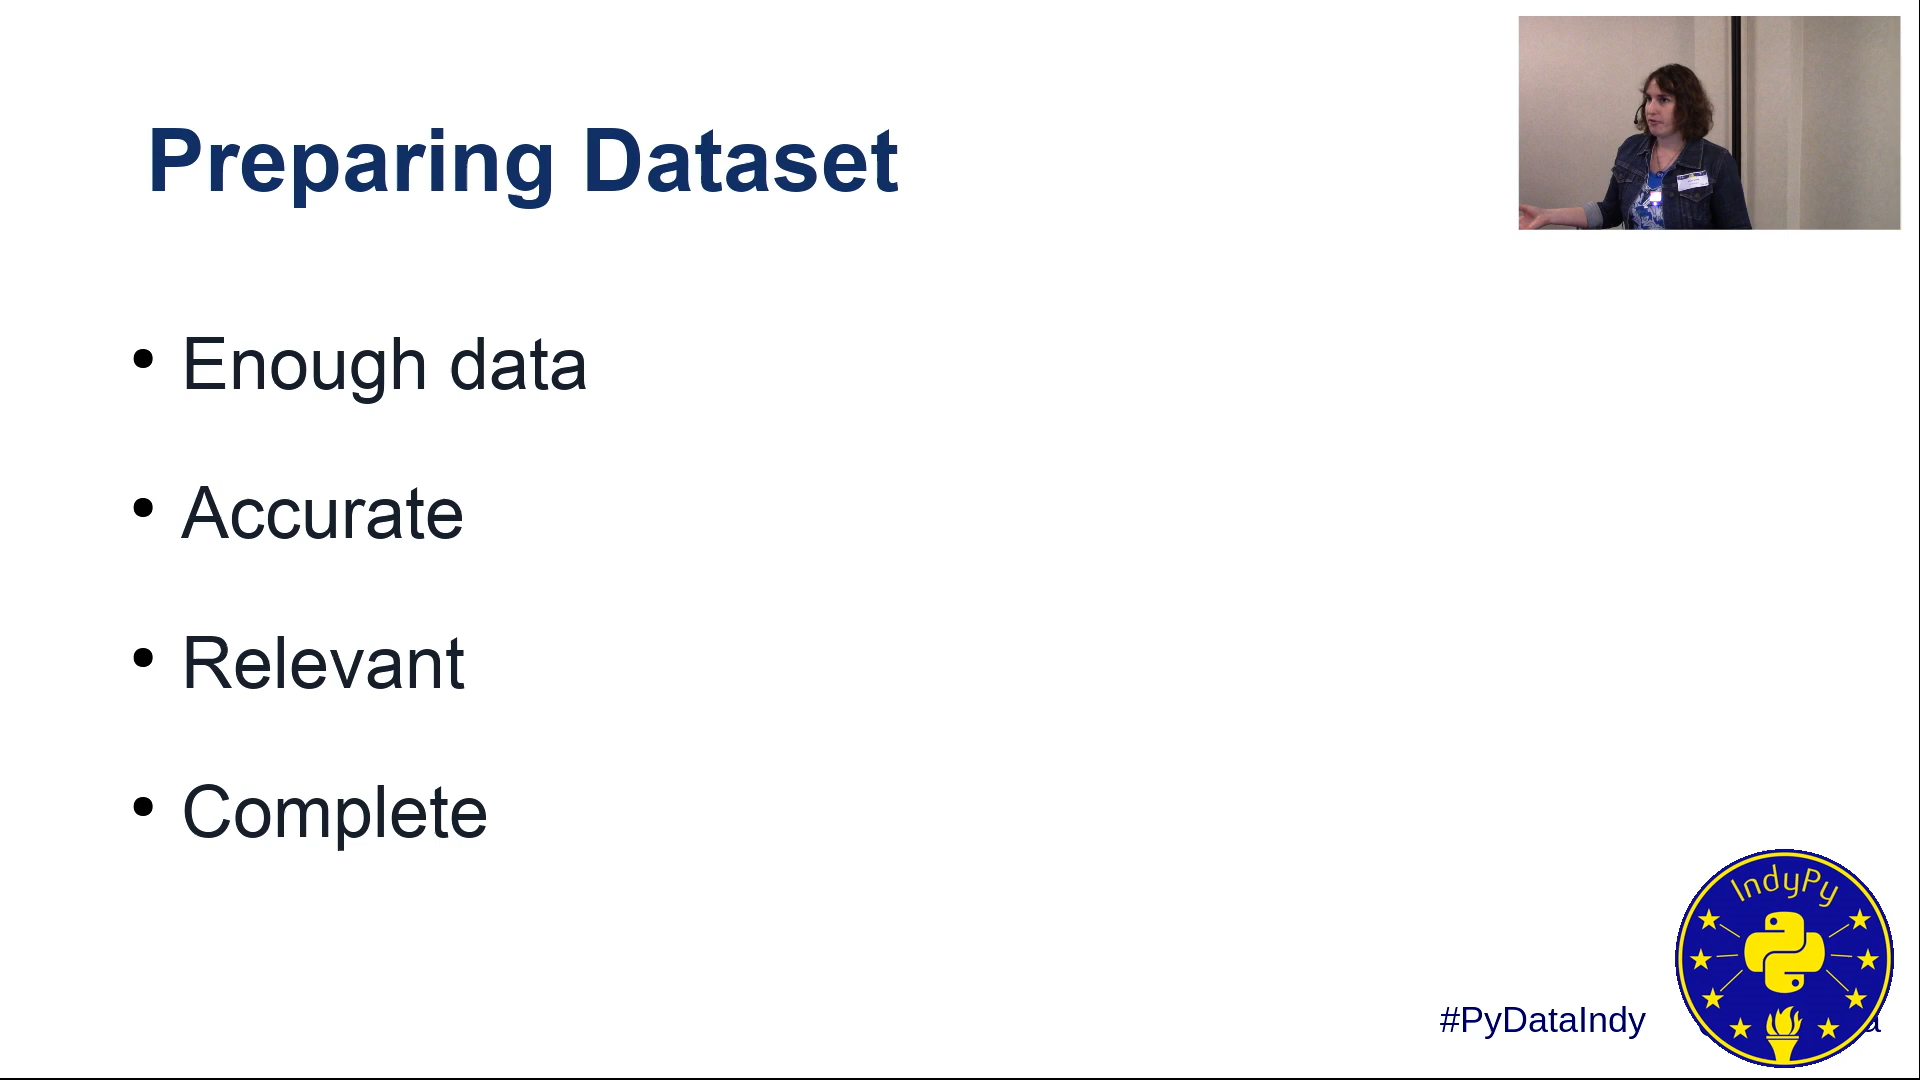 Preparing Dataset
• Enough data
• Accurate
• Relevant
• Complete
IndyPy
#PyDataIndy